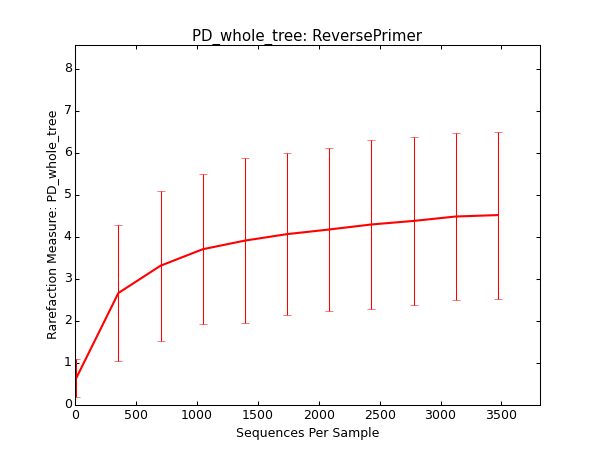 PD_whole_tree: ReversePrimer
8
7
6
5
4
3
2
1
0
Rarefaction Measure: PD_whole_tree
0 500 1000 1500 2000 2500 3000 3500
Sequences Per Sample